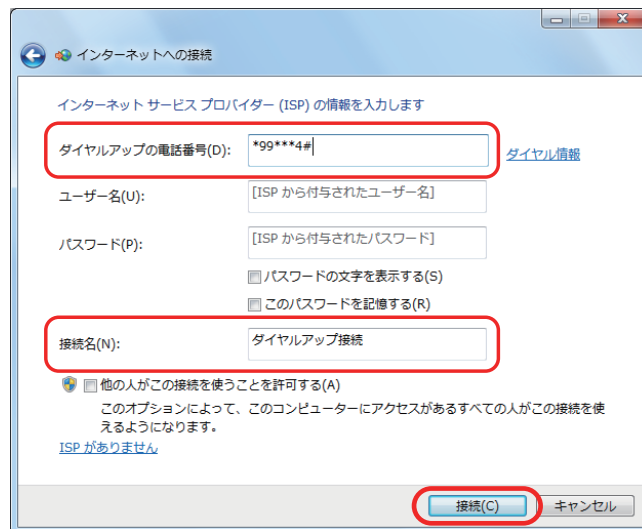 インターネットへの接続
インターネット サービス プロバイダー (ISP) の情報を入力します
ダイヤルアップの電話番号(D):
*99***4#
ダイヤル情報
ユーザー名(U):
[ISP から付与されたユーザー名]
パスワード(P):
[ISP から付与されたパスワード]
パスワードの文字を表示する(S)
このパスワードを記憶する(R)
接続名(N):
ダイヤルアップ接続
他の人がこの接続を使うことを許可する(A)
このオプションによって、このコンピューターにアクセスがあるすべての人がこの接続を使
えるようになります。
ISP がありません
接続(C)
キャンセル